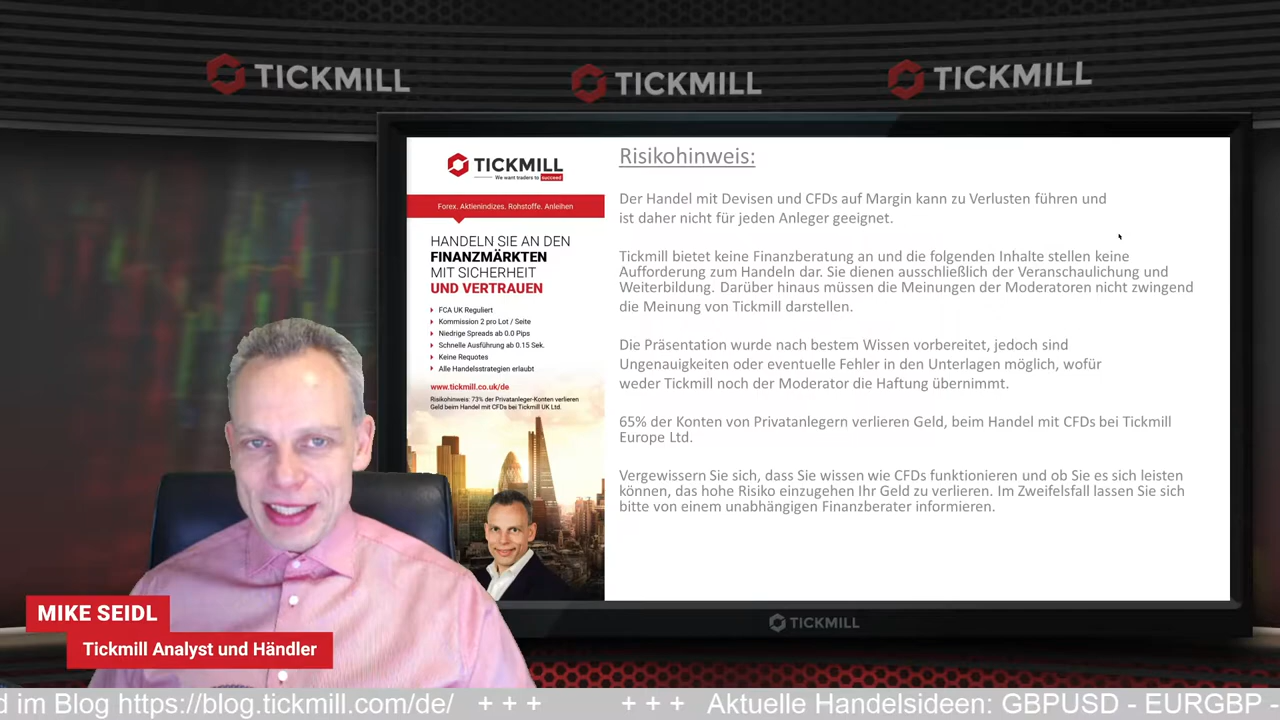 TICKMILL
TICKMILL
TICKMILL
TICKMILL
We want traders to succeed
Forex. Aktienindizes. Rohstoffe. Anleihen
HANDELN SIE AN DEN
FINANZMÄRKTEN
MIT SICHERHEIT
UND VERTRAUEN
FCA UK Reguliert
Kommission 2 pro Lot / Seite
Niedrige Spreads ab 0.0 Pips
Schnelle Ausführung ab 0.15 Sek.
Keine Requotes
Alle Handelsstrategien erlaubt
www.tickmill.co.uk/de
Risikohinweis: 73% der Privatanleger-Konten verlieren
Geld beim Handel mit CFDs bei Tickmill UK Ltd.
Risikohinweis:
Der Handel mit Devisen und CFDs auf Margin kann zu Verlusten führen und
ist daher nicht für jeden Anleger geeignet.
Tickmill bietet keine Finanzberatung an und die folgenden Inhalte stellen keine
Aufforderung zum Handeln dar. Sie dienen ausschließlich der Veranschaulichung und
Weiterbildung. Darüber hinaus müssen die Meinungen der Moderatoren nicht zwingend
die Meinung von Tickmill darstellen.
Die Präsentation wurde nach bestem Wissen vorbereitet, jedoch sind
Ungenauigkeiten oder eventuelle Fehler in den Unterlagen möglich, wofür
weder Tickmill noch der Moderator die Haftung übernimmt.
65% der Konten von Privatanlegern verlieren Geld, beim Handel mit CFDs bei Tickmill
Europe Ltd.
Vergewissern Sie sich, dass Sie wissen wie CFDs funktionieren und ob Sie es sich leisten
können, das hohe Risiko einzugehen Ihr Geld zu verlieren. Im Zweifelsfall lassen Sie sich
bitte von einem unabhängigen Finanzberater informieren.
TICKMILL
MIKE SEIDL
Tickmill Analyst und Händler
d im Blog https://blog.tickmill.com/de/ + + + + + + Aktuelle Handelsideen: GBPUSD - EURGBP -